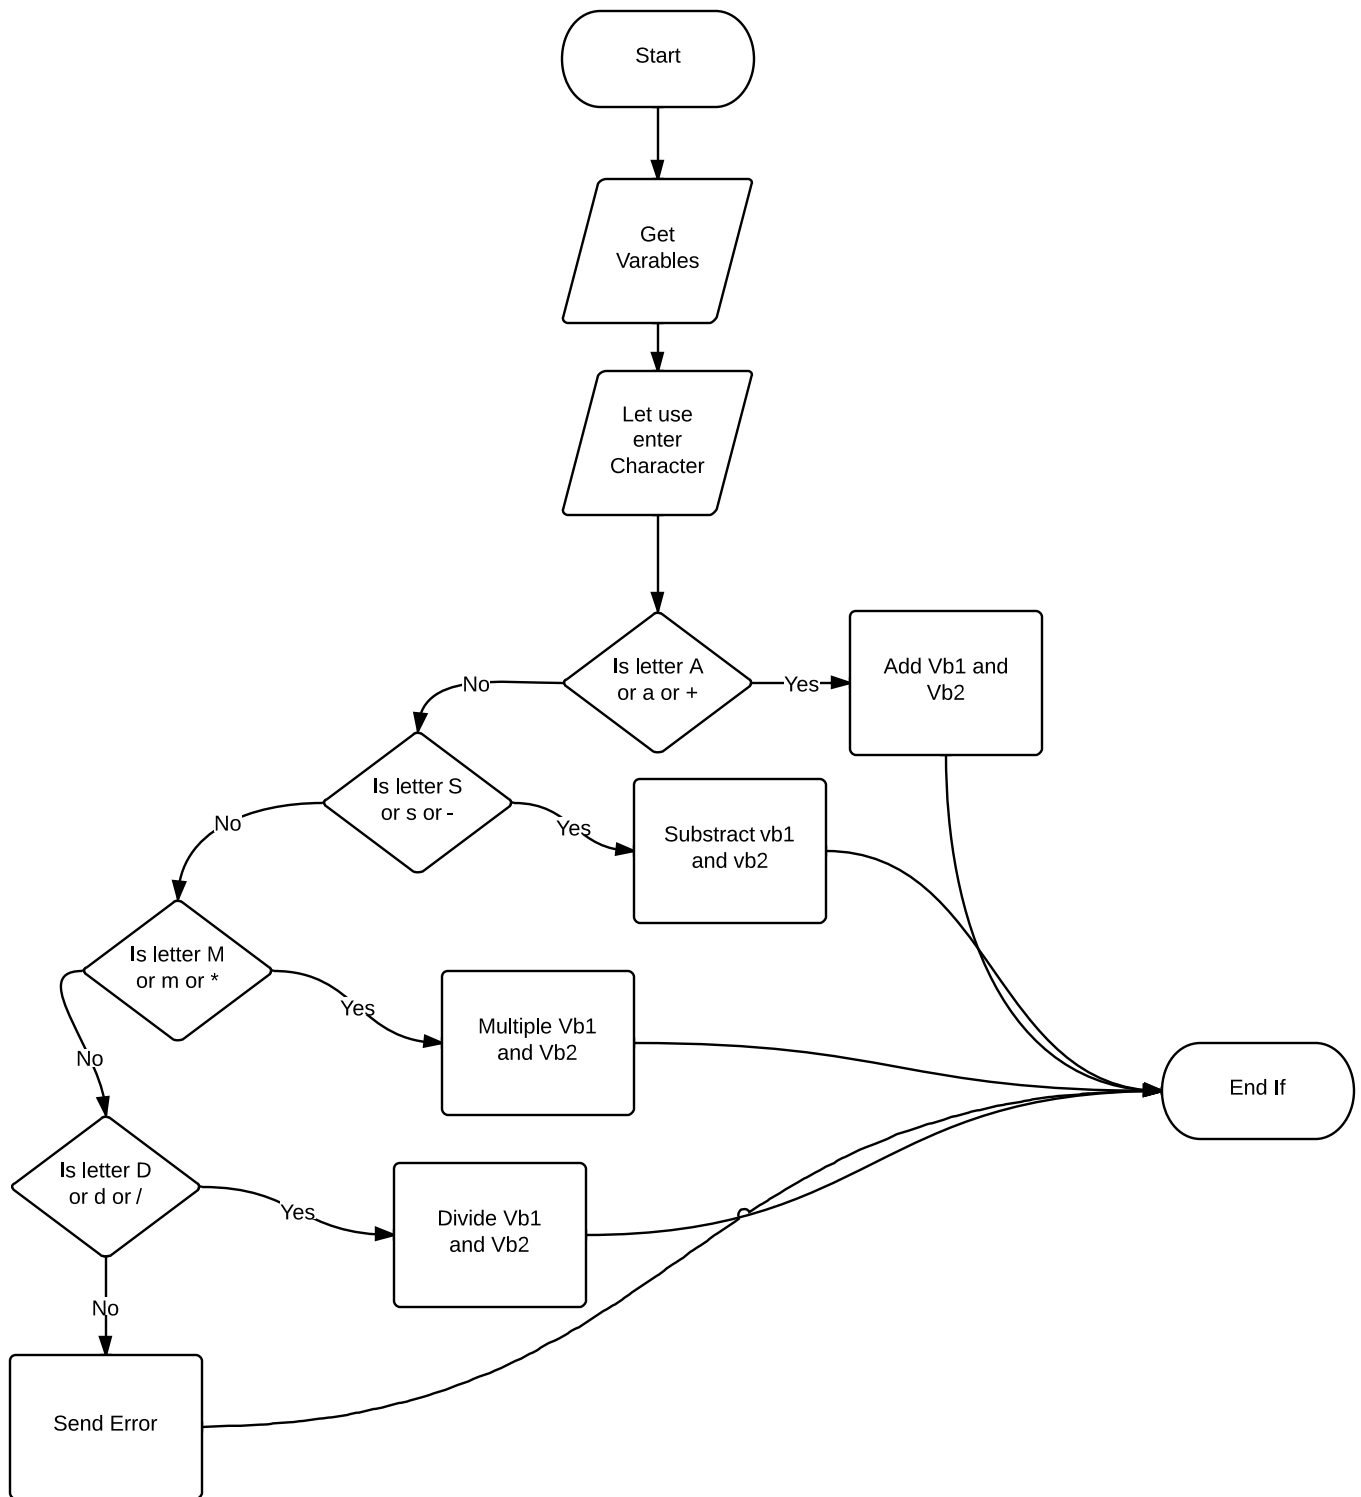 Start
Get
Varables
Let use
enter
Character
Is letter A
or a or +
No
Yes
Add Vb1 and
Vb2
Is letter S
or s or -
No
Yes
Substract vb1
and vb2
Is letter M
or m or *
No
Yes
Multiple Vb1
and Vb2
End If
Is letter D
or d or /
Yes
Divide Vb1
and Vb2
No
Send Error